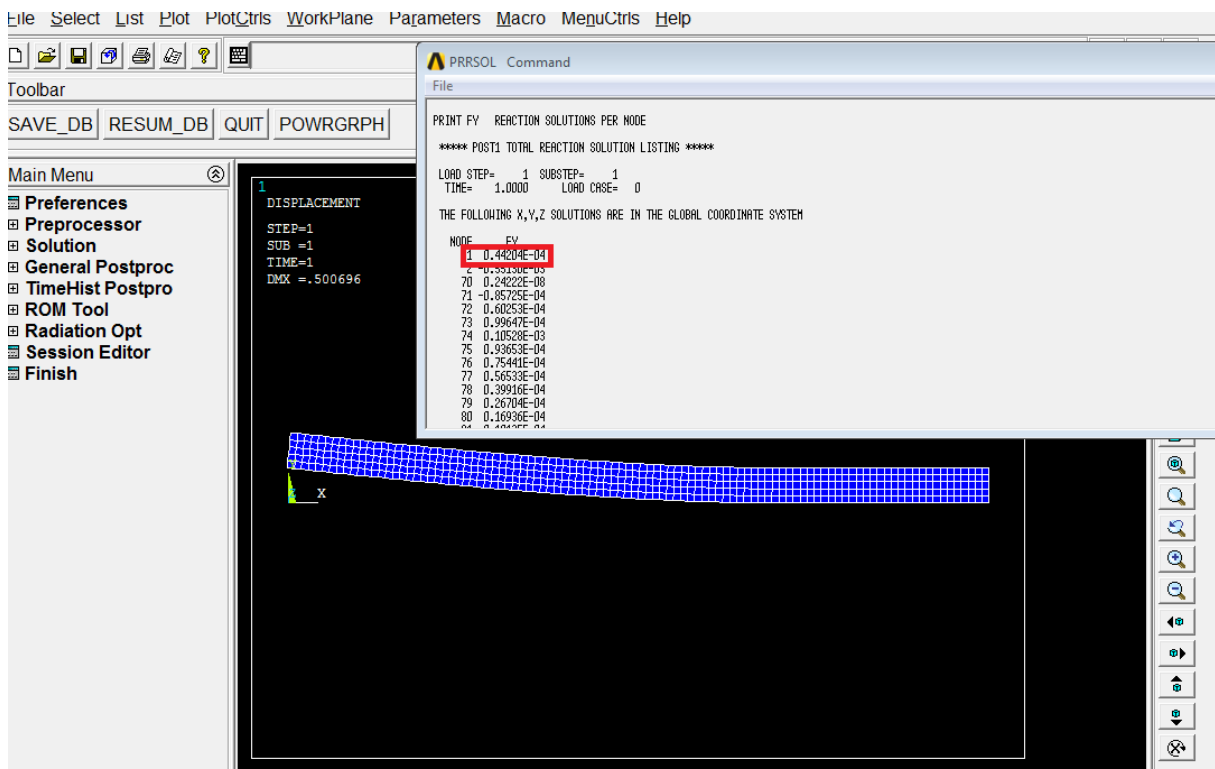 File Select List Plot PlotCtrls WorkPlane Parameters Macro MenuCtrls Help
Toolbar
SAVE_DB RESUM_DB QUIT POWRGRPH
Main Menu
Preferences
Preprocessor
Solution
General Postproc
TimeHist Postpro
ROM Tool
Radiation Opt
Session Editor
Finish
1
DISPLACEMENT
STEP=1
SUB =1
TIME=1
DMX =.500696
X
PRRSOL Command
File
PRINT FY REACTION SOLUTIONS PER NODE
***** POST1 TOTAL REACTION SOLUTION LISTING *****
LOAD STEP= 1 SUBSTEP= 1
TIME= 1.0000 LOAD CASE= 0
THE FOLLOWING X,Y,Z SOLUTIONS ARE IN THE GLOBAL COORDINATE SYSTEM
NODE FY
1 0.44204E-04
2
70 0.24222E-08
71 -0.85725E-04
72 0.60253E-04
73 0.99647E-04
74 0.10528E-03
75 0.93653E-04
76 0.75441E-04
77 0.56533E-04
78 0.39916E-04
79 0.26704E-04
80 0.16936E-04